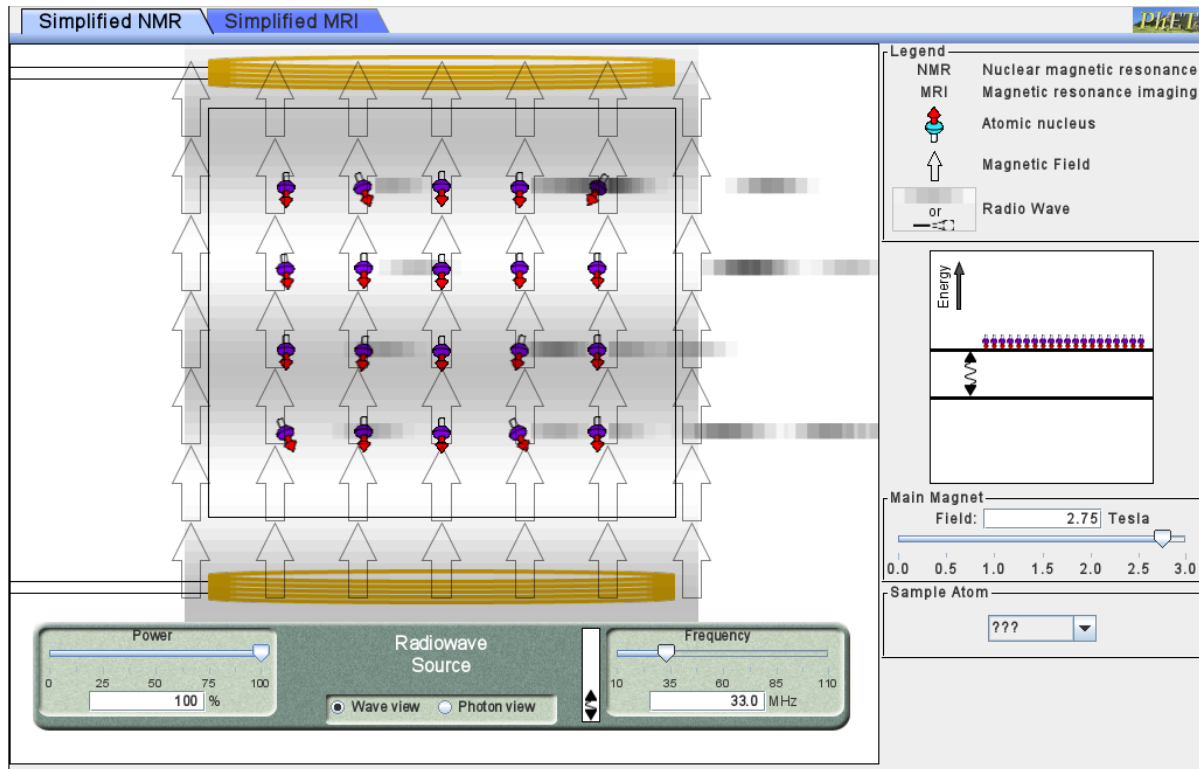 Simplified NMR
Simplified MRI
PhET
Legend
NMR Nuclear magnetic resonance
MRI Magnetic resonance imaging
Atomic nucleus
Magnetic Field
or
Radio Wave
Energy
Main Magnet
Field: 2.75 Tesla
0.0 0.5 1.0 1.5 2.0 2.5 3.0
Sample Atom
???
Power
0 25 50 75 100
100 %
Radiowave
Source
Wave view Photon view
Frequency
10 35 60 85 110
33.0 MHz